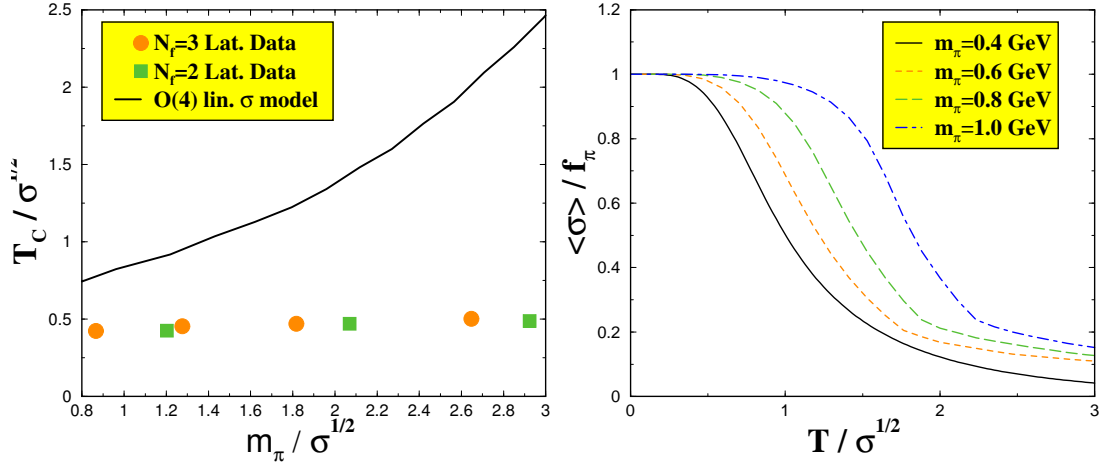 2.5
2
1.5
1
0.5
0
T_C / σ^{1/2}
N_f=3 Lat. Data
N_f=2 Lat. Data
O(4) lin. σ model
0.8 1 1.2 1.4 1.6 1.8 2 2.2 2.4 2.6 2.8 3
m_π / σ^{1/2}
1.2
1
0.8
0.6
0.4
0.2
0
<σ> / f_π
m_π=0.4 GeV
m_π=0.6 GeV
m_π=0.8 GeV
m_π=1.0 GeV
0 1 2 3
T / σ^{1/2}